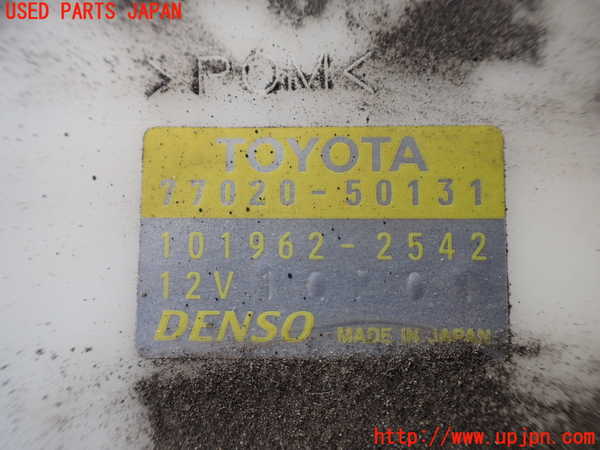 USED PARTS JAPAN
>POM<
TOYOTA
77020-50131
101962-2542
12V
DENSO MADE IN JAPAN
http://www.upjpn.com/